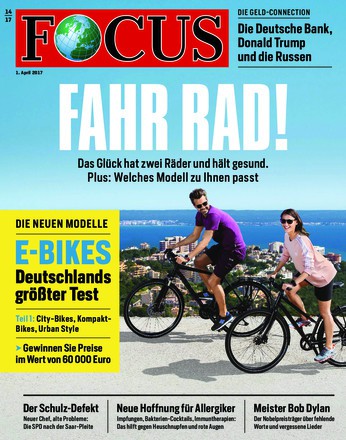 14
17
FOCUS
1. April 2017
DIE GELD-CONNECTION
Die Deutsche Bank,
Donald Trump
und die Russen
FAHR RAD!
Das Glück hat zwei Räder und hält gesund.
Plus: Welches Modell zu Ihnen passt
DIE NEUEN MODELLE
E-BIKES
Deutschlands
größter Test
Teil 1: City-Bikes, Kompakt-
Bikes, Urban Style
➤ Gewinnen Sie Preise
im Wert von 60 000 Euro
Der Schulz-Defekt
Neuer Chef, alte Probleme:
Die SPD nach der Saar-Pleite
Neue Hoffnung für Allergiker
Impfungen, Bakterien-Cocktails, Immuntherapien:
Das hilft gegen Heuschnupfen und rote Augen
Meister Bob Dylan
Der Nobelpreisträger über fehlende
Worte und vergessene Lieder